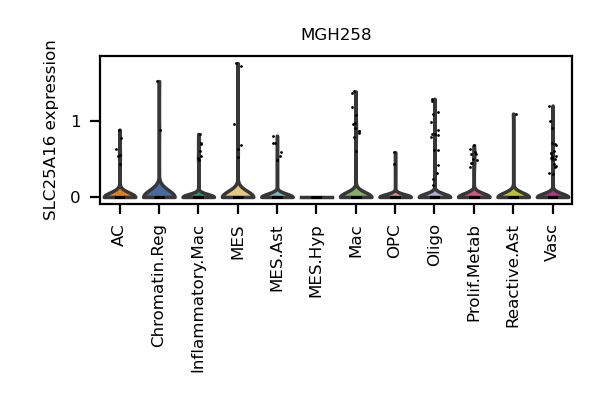 MGH258
SLC25A16 expression
1
0
AC
Chromatin.Reg
Inflammatory.Mac
MES
MES.Ast
MES.Hyp
Mac
OPC
Oligo
Prolif.Metab
Reactive.Ast
Vasc